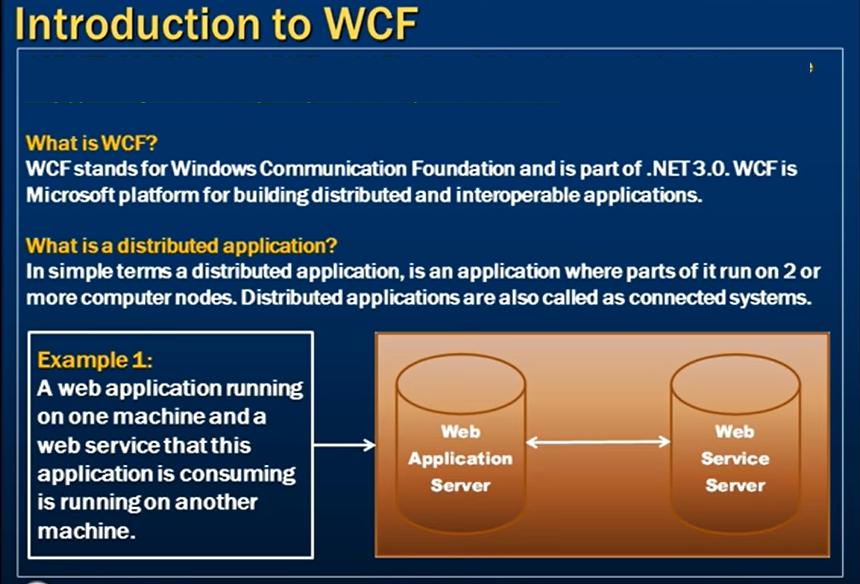 Introduction to WCF
What is WCF?
WCF stands for Windows Communication Foundation and is part of .NET 3.0. WCF is
Microsoft platform for building distributed and interoperable applications.
What is a distributed application?
In simple terms a distributed application, is an application where parts of it run on 2 or
more computer nodes. Distributed applications are also called as connected systems.
Example 1:
A web application running
on one machine and a
web service that this
application is consuming
is running on another
machine.
Web
Application
Server
Web
Service
Server